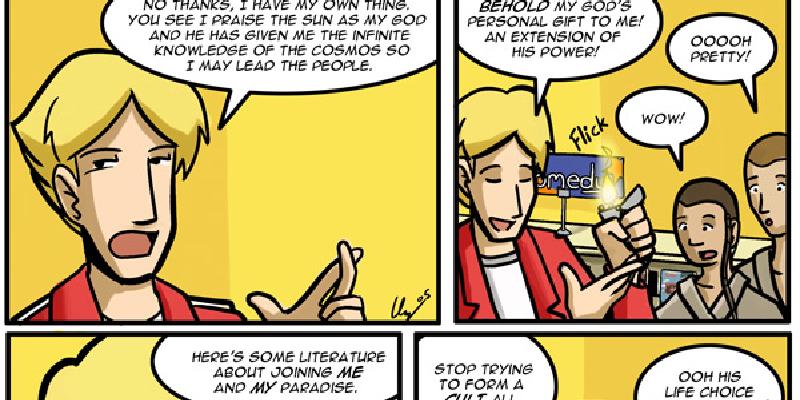 NO THANKS, I HAVE MY OWN THING.
YOU SEE I PRAISE THE SUN AS MY GOD
AND HE HAS GIVEN ME THE INFINITE
KNOWLEDGE OF THE COSMOS SO
I MAY LEAD THE PEOPLE.
BEHOLD MY GOD'S
PERSONAL GIFT TO ME!
AN EXTENSION OF
HIS POWER!
OOOOH
PRETTY!
WOW!
Flick
omedy
HERE'S SOME LITERATURE
ABOUT JOINING ME
AND MY PARADISE.
STOP TRYING
TO FORM A
CULT ALL
OOH HIS
LIFE CHOICE